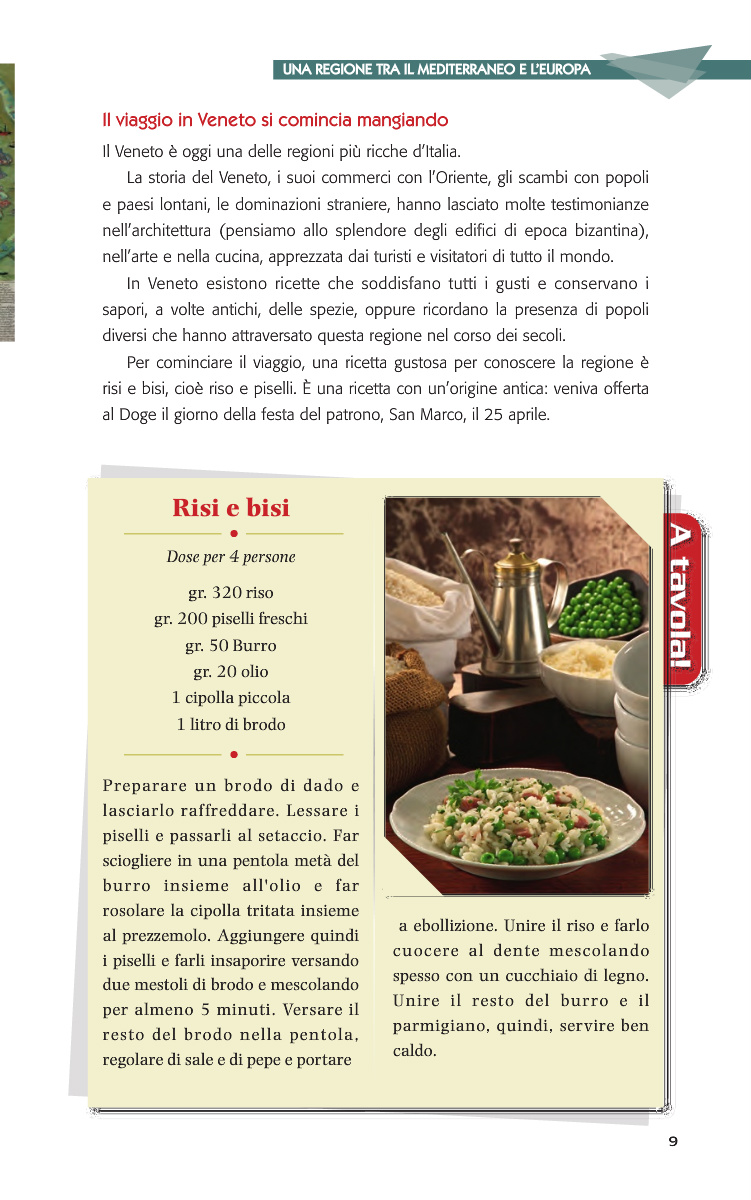 UNA REGIONE TRA IL MEDITERRANEO E L'EUROPA
Il viaggio in Veneto si comincia mangiando
Il Veneto è oggi una delle regioni più ricche d'Italia.
La storia del Veneto, i suoi commerci con l'Oriente, gli scambi con popoli
e paesi lontani, le dominazioni straniere, hanno lasciato molte testimonianze
nell'architettura (pensiamo allo splendore degli edifici di epoca bizantina),
nell'arte e nella cucina, apprezzata dai turisti e visitatori di tutto il mondo.
In Veneto esistono ricette che soddisfano tutti i gusti e conservano i
sapori, a volte antichi, delle spezie, oppure ricordano la presenza di popoli
diversi che hanno attraversato questa regione nel corso dei secoli.
Per cominciare il viaggio, una ricetta gustosa per conoscere la regione è
risi e bisi, cioè riso e piselli. È una ricetta con un'origine antica: veniva offerta
al Doge il giorno della festa del patrono, San Marco, il 25 aprile.
Risi e bisi
Dose per 4 persone
gr. 320 riso
gr. 200 piselli freschi
gr. 50 Burro
gr. 20 olio
1 cipolla piccola
1 litro di brodo
Preparare un brodo di dado e
lasciarlo raffreddare. Lessare i
piselli e passarli al setaccio. Far
sciogliere in una pentola metà del
burro insieme all'olio e far
rosolare la cipolla tritata insieme
al prezzemolo. Aggiungere quindi
i piselli e farli insaporire versando
due mestoli di brodo e mescolando
per almeno 5 minuti. Versare il
resto del brodo nella pentola,
regolare di sale e di pepe e portare
a ebollizione. Unire il riso e farlo
cuocere al dente mescolando
spesso con un cucchiaio di legno.
Unire il resto del burro e il
parmigiano, quindi, servire ben
caldo.
A tavola!
9